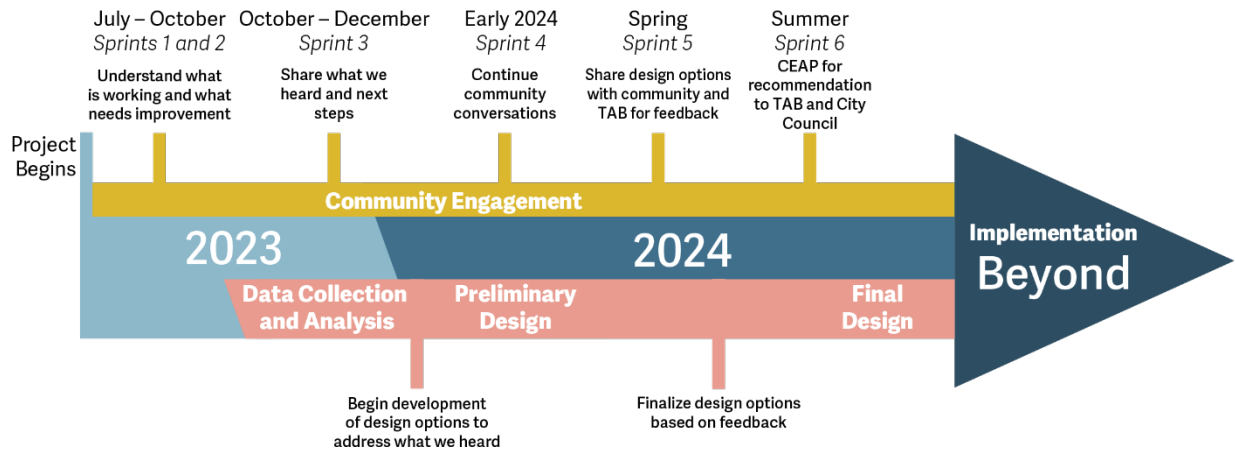 July – October
Sprints 1 and 2
Understand what
is working and what
needs improvement
October – December
Sprint 3
Share what we
heard and next
steps
Early 2024
Sprint 4
Continue
community
conversations
Spring
Sprint 5
Share design options
with community and
TAB for feedback
Summer
Sprint 6
CEAP for
recommendation
to TAB and City
Council
Project
Begins
Community Engagement
2023
2024
Implementation
Beyond
Data Collection
and Analysis
Preliminary
Design
Final
Design
Begin development
of design options to
address what we heard
Finalize design options
based on feedback